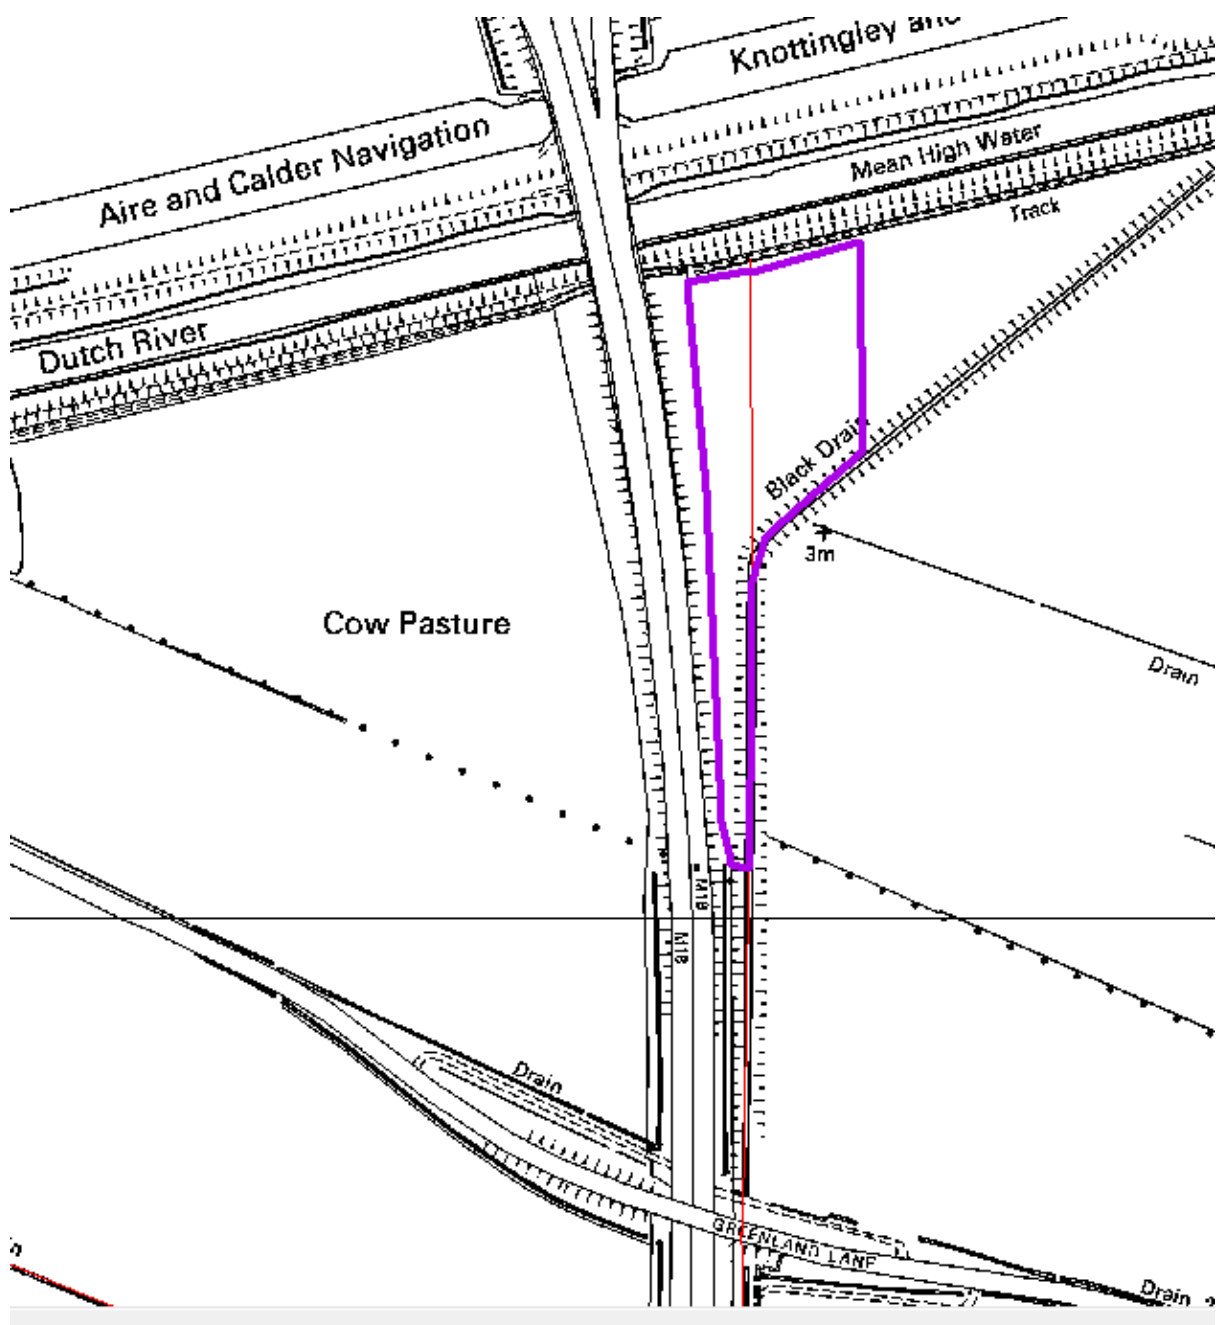 Knottingley and
Aire and Calder Navigation
Mean High Water
Track
Dutch River
Black Drain
3m
Cow Pasture
Drain
M18
M18
Drain
GREENLAND LANE
Drain